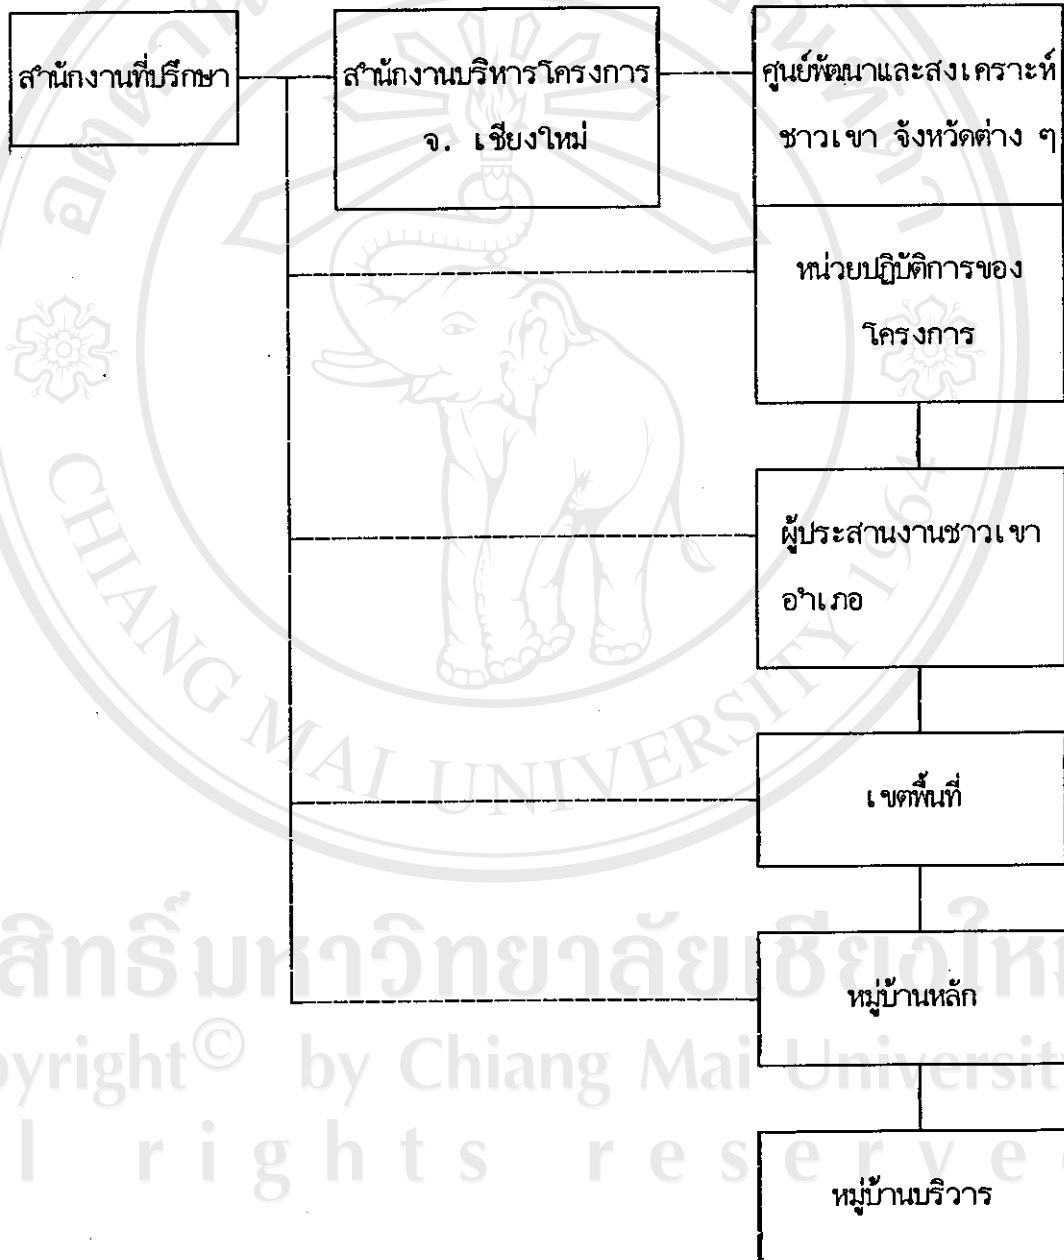 สำนักงานที่ปรึกษา
สำนักงานบริหารโครงการ
จ. เชียงใหม่
ศูนย์พัฒนาและสงเคราะห์
ชาวเขา จังหวัดต่าง ๆ
หน่วยปฏิบัติการของ
โครงการ
ผู้ประสานงานชาวเขา
อำเภอ
เขตพื้นที่
หมู่บ้านหลัก
หมู่บ้านบริวาร
CHIANG MAI UNIVERSITY 1964
สิทธิ์มหาวิทยาลัยเชียงให
pyright© by Chiang Mai Universit
l rights reserve